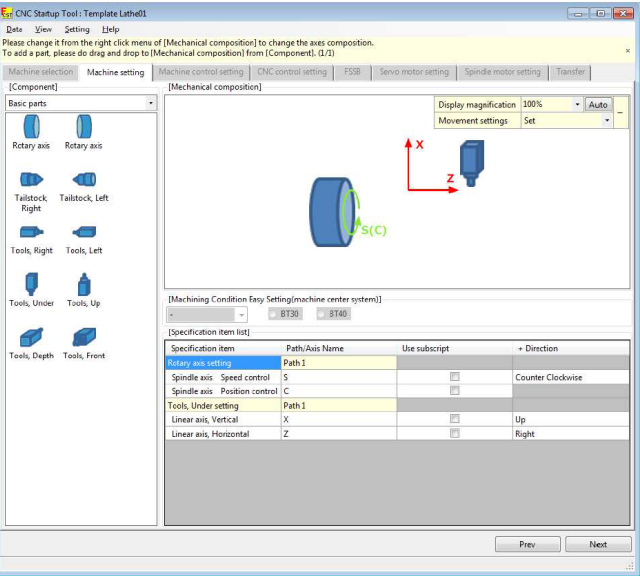 CNC Startup Tool : Template Lathe01
Data View Setting Help
Please change it from the right click menu of [Mechanical composition] to change the axes composition.
To add a part, please do drag and drop to [Mechanical composition] from [Component]. (1/1)
Machine selection Machine setting Machine control setting CNC control setting FSSB Servo motor setting Spindle motor setting Transfer
[Component]
Basic parts
Rotary axis Rotary axis
Tailstock, Right
Tailstock, Left
Tools, Right Tools, Left
Tools, Under Tools, Up
Tools, Depth Tools, Front
[Mechanical composition]
Display magnification 100% Auto
Movement settings Set
X
Z
S(C)
[Machining Condition Easy Setting(machine center system)]
- BT30 BT40
[Specification item list]
Specification item Path/Axis Name Use subscript + Direction
Rotary axis setting Path 1
Spindle axis Speed control S Counter Clockwise
Spindle axis Position control C
Tools, Under setting Path 1
Linear axis, Vertical X Up
Linear axis, Horizontal Z Right
Prev Next